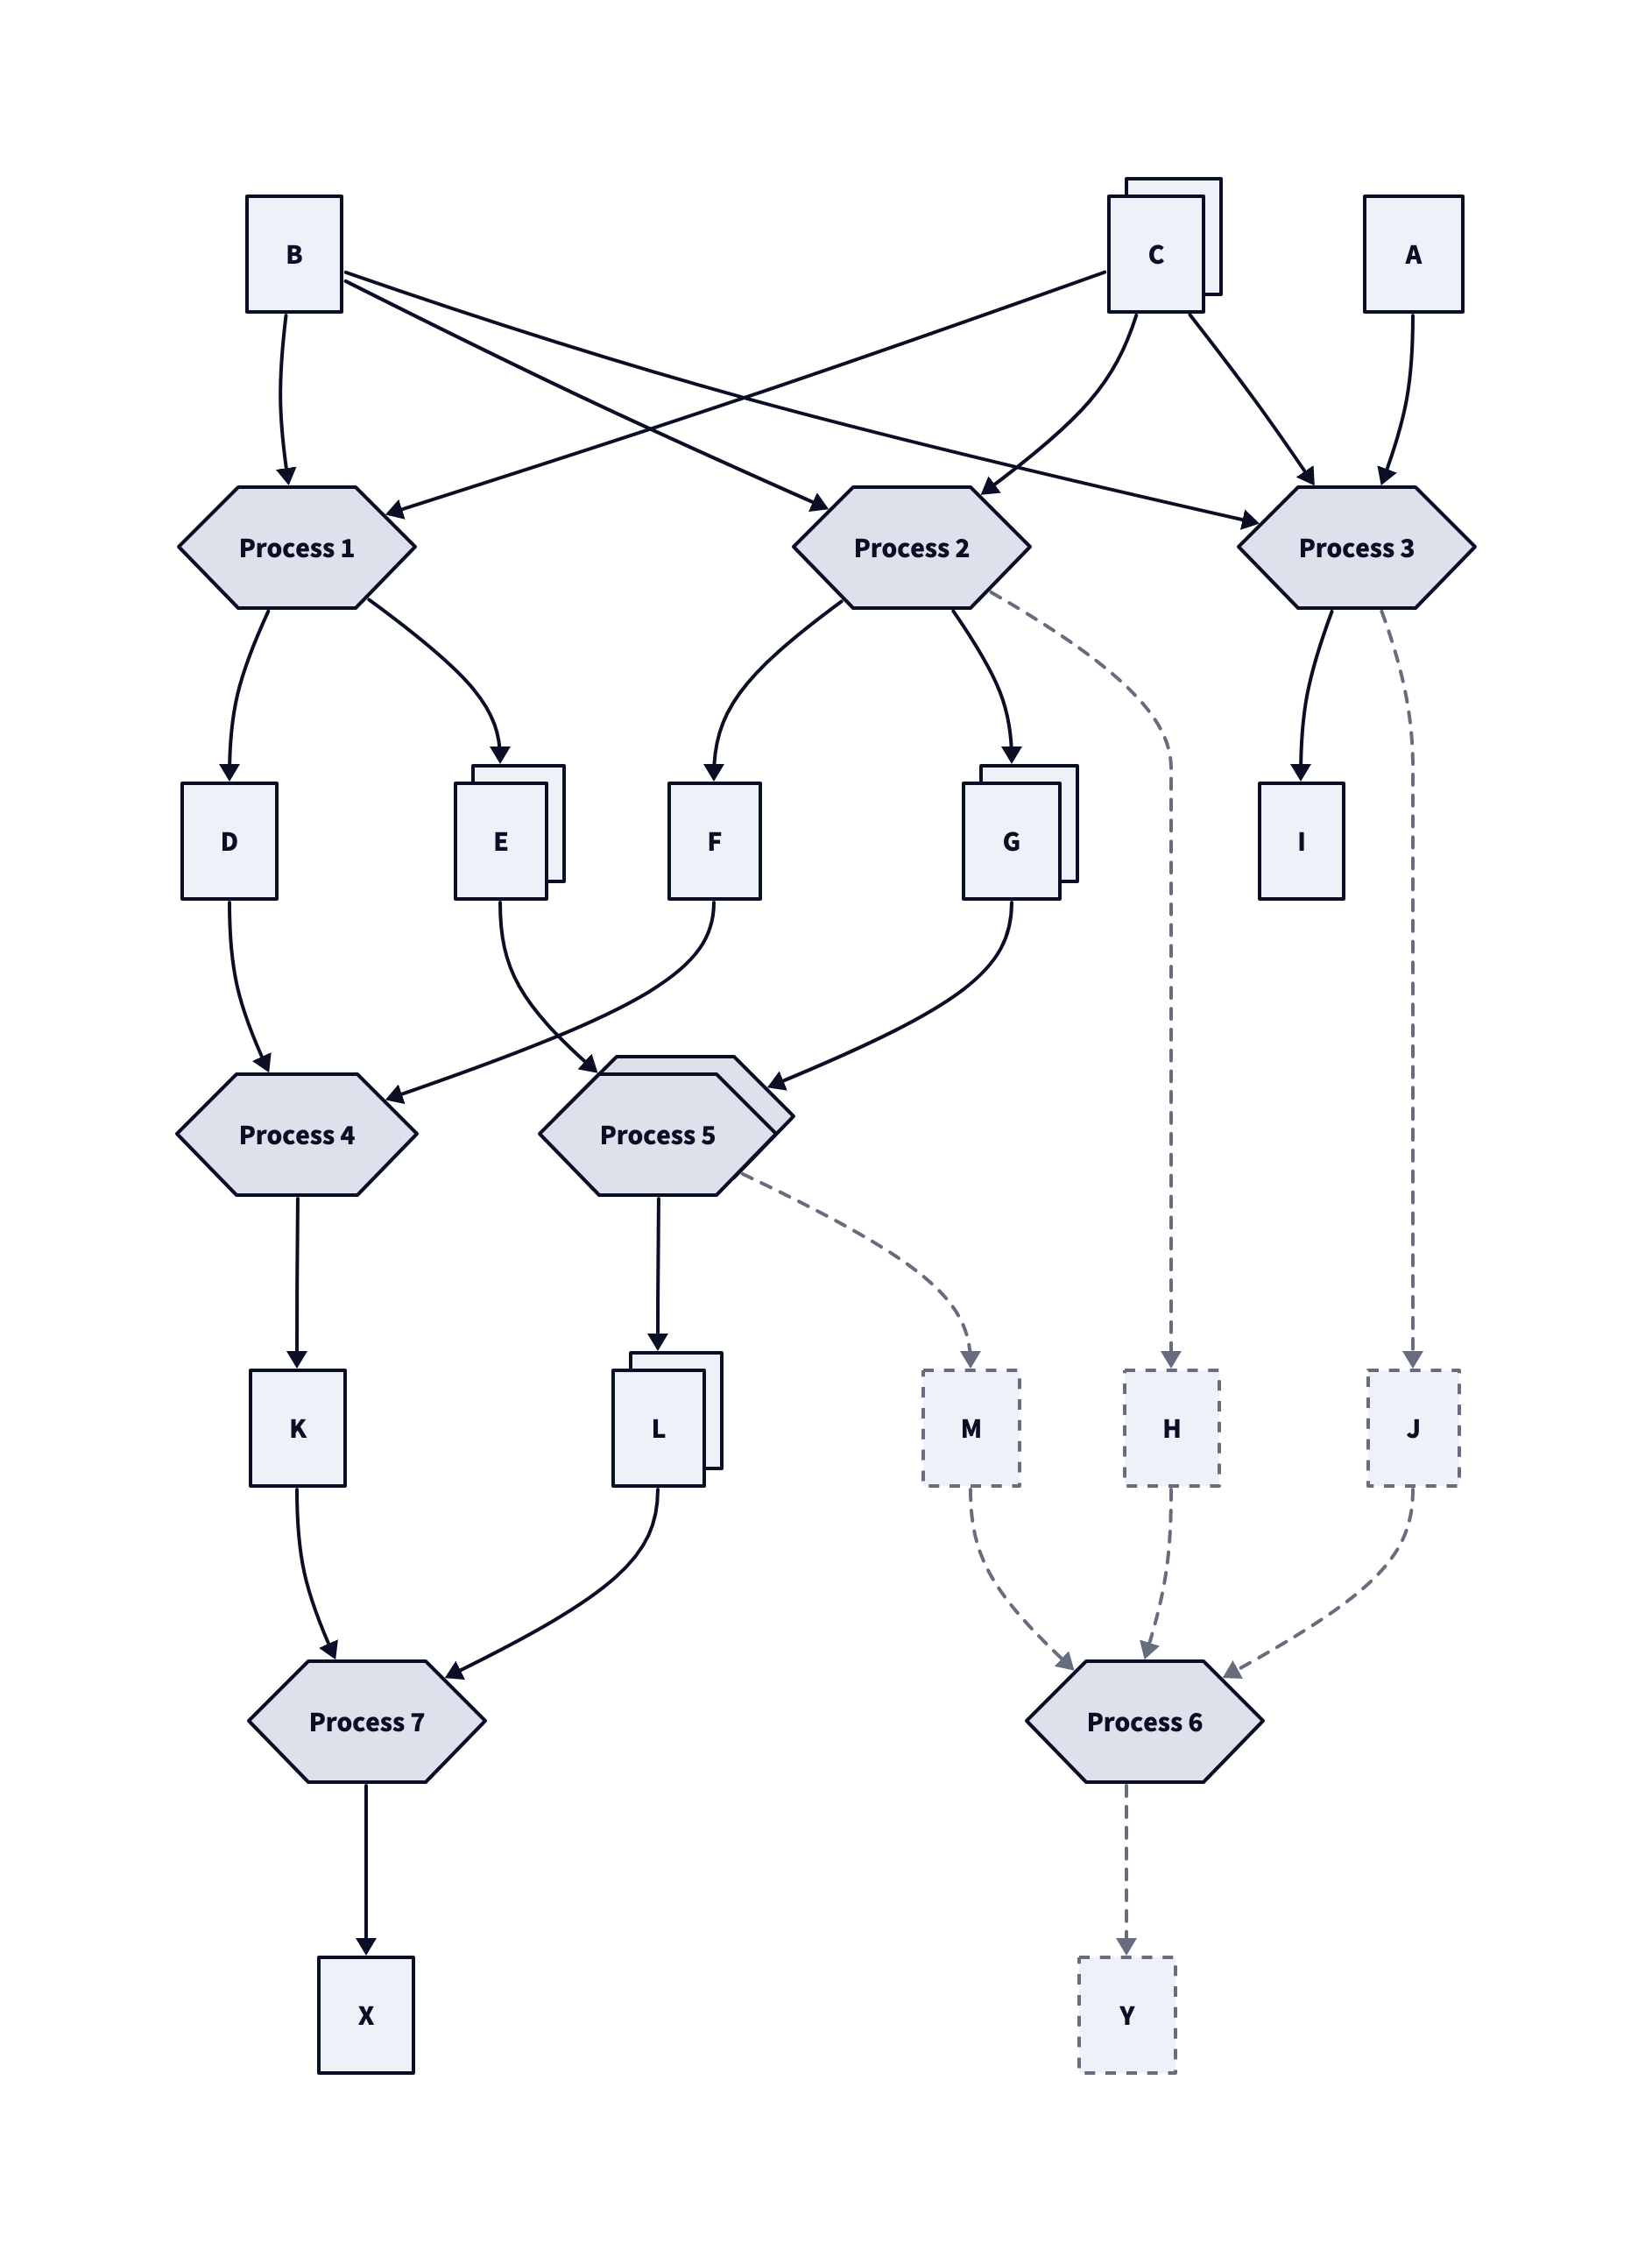 B
C
A
Process 1
Process 2
Process 3
D
E
F
G
I
Process 4
Process 5
K
L
M
H
J
Process 7
Process 6
X
Y